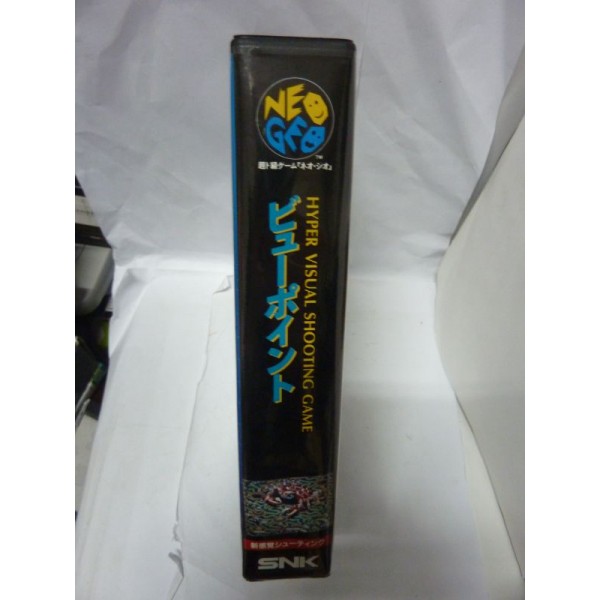 NEO
GEO
TM
超ド級ゲーム「ネオ・ジオ」
HYPER VISUAL SHOOTING GAME
ビューポイント
新感覚シューティング
SNK